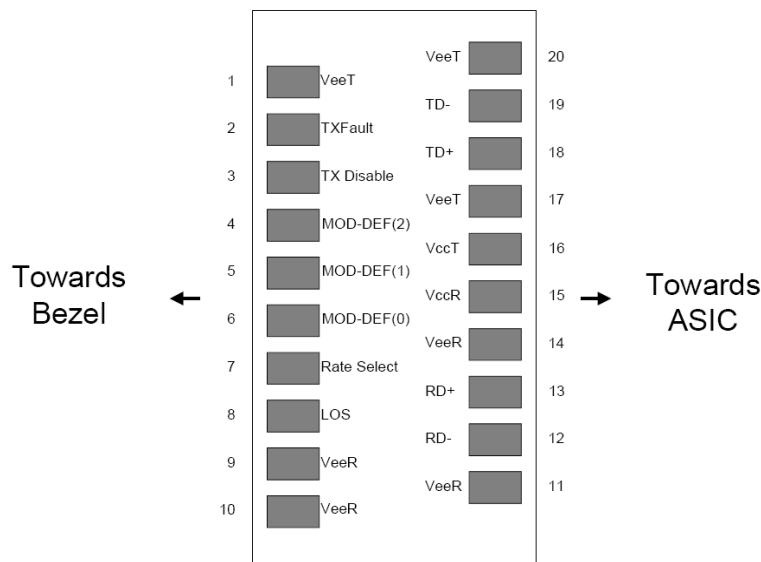 VeeT 20
1 VeeT
TD- 19
2 TXFault
TD+ 18
3 TX Disable
VeeT 17
4 MOD-DEF(2)
VccT 16
5 MOD-DEF(1)
VccR 15
6 MOD-DEF(0)
VeeR 14
7 Rate Select
RD+ 13
8 LOS
RD- 12
9 VeeR
VeeR 11
10 VeeR
Towards
Bezel
Towards
ASIC